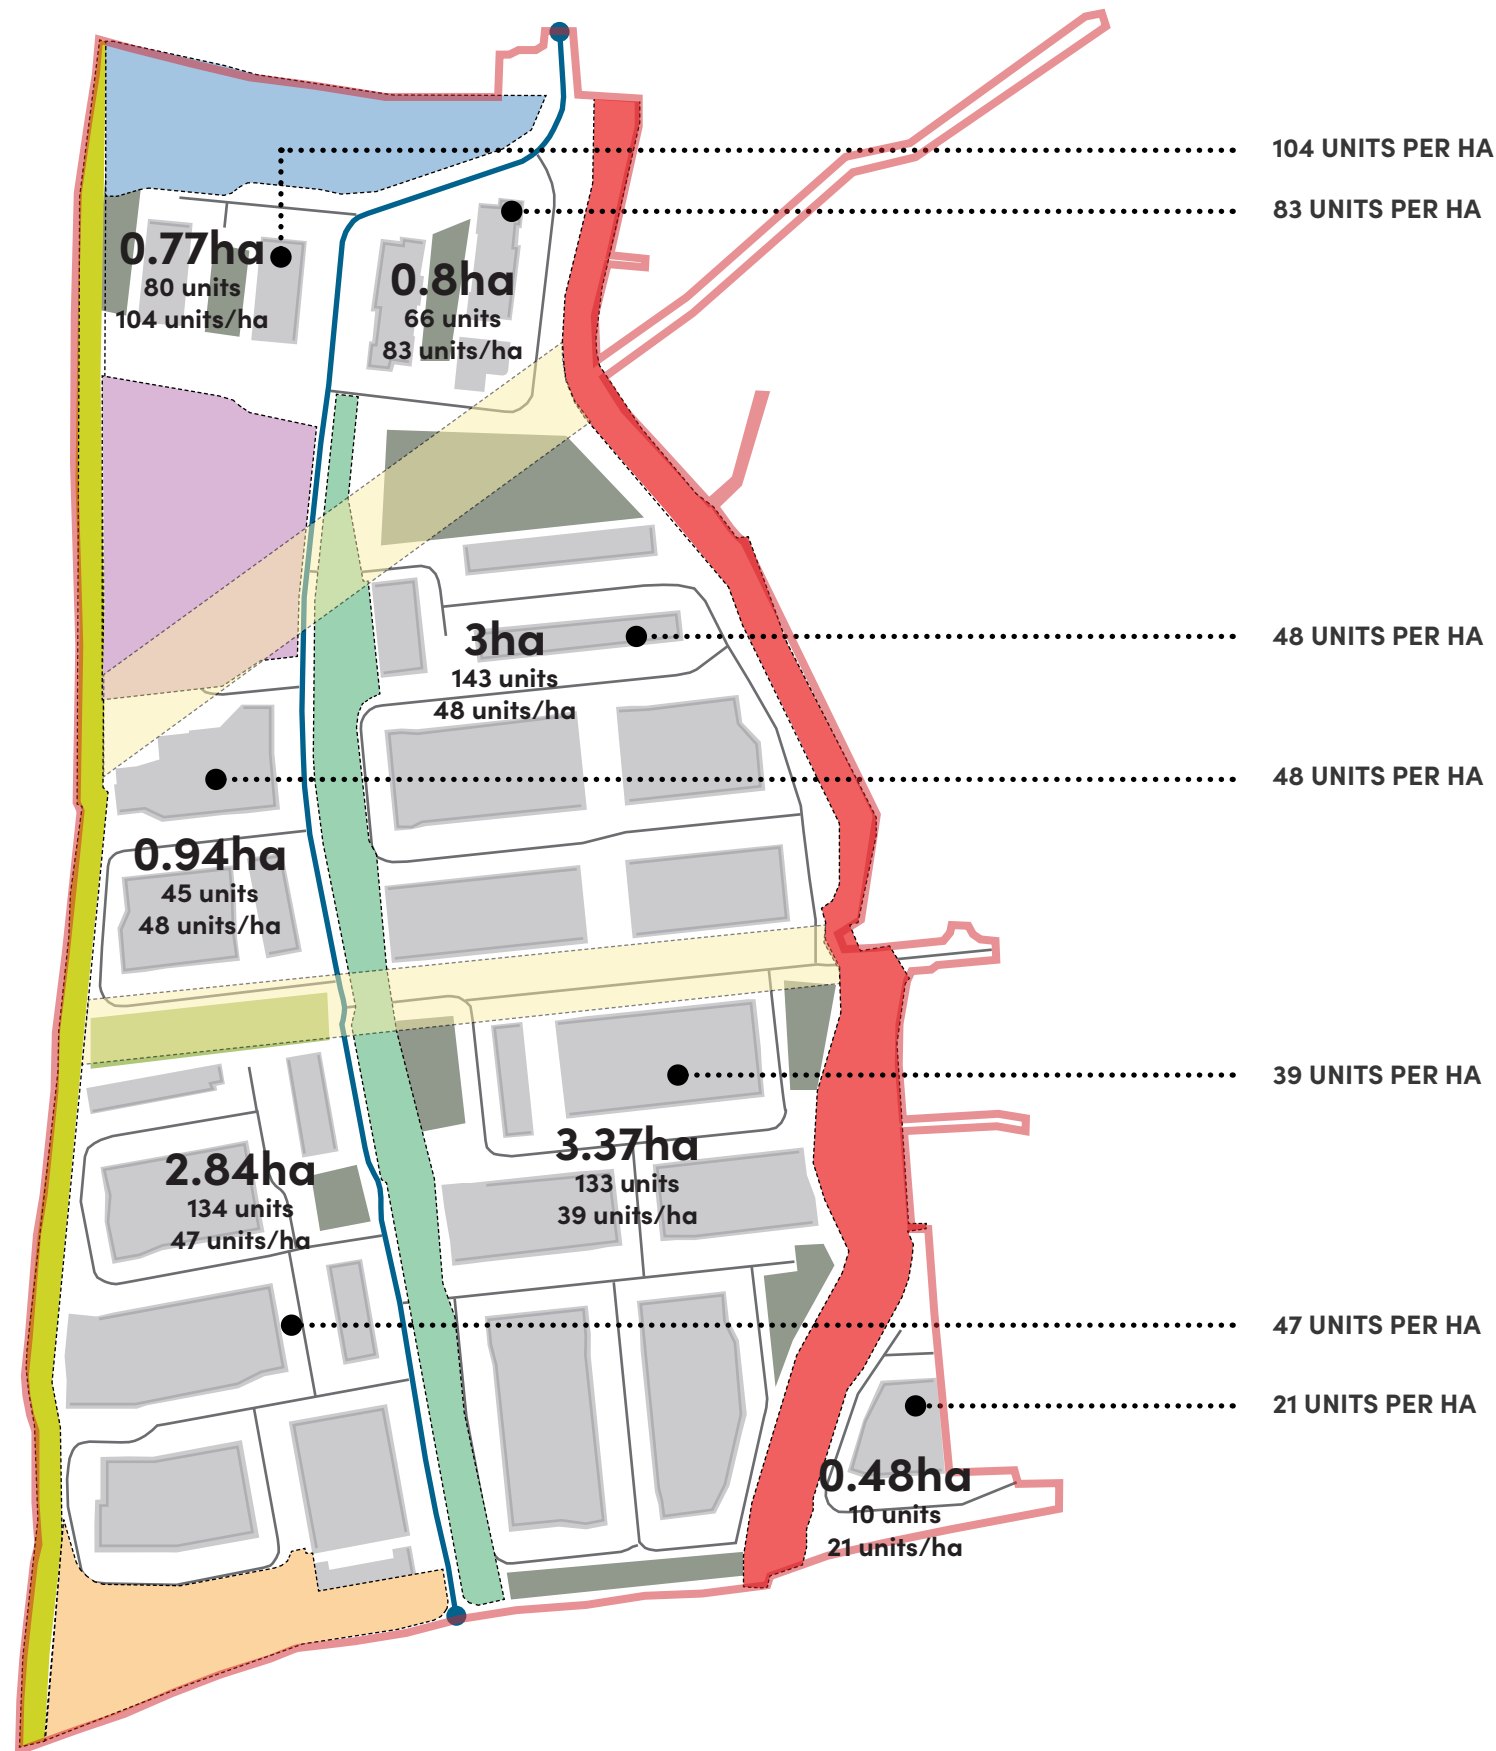 104 UNITS PER HA
83 UNITS PER HA
0.77ha
80 units
104 units/ha
0.8ha
66 units
83 units/ha
48 UNITS PER HA
3ha
143 units
48 units/ha
48 UNITS PER HA
0.94ha
45 units
48 units/ha
39 UNITS PER HA
3.37ha
133 units
39 units/ha
2.84ha
134 units
47 units/ha
47 UNITS PER HA
21 UNITS PER HA
0.48ha
10 units
21 units/ha